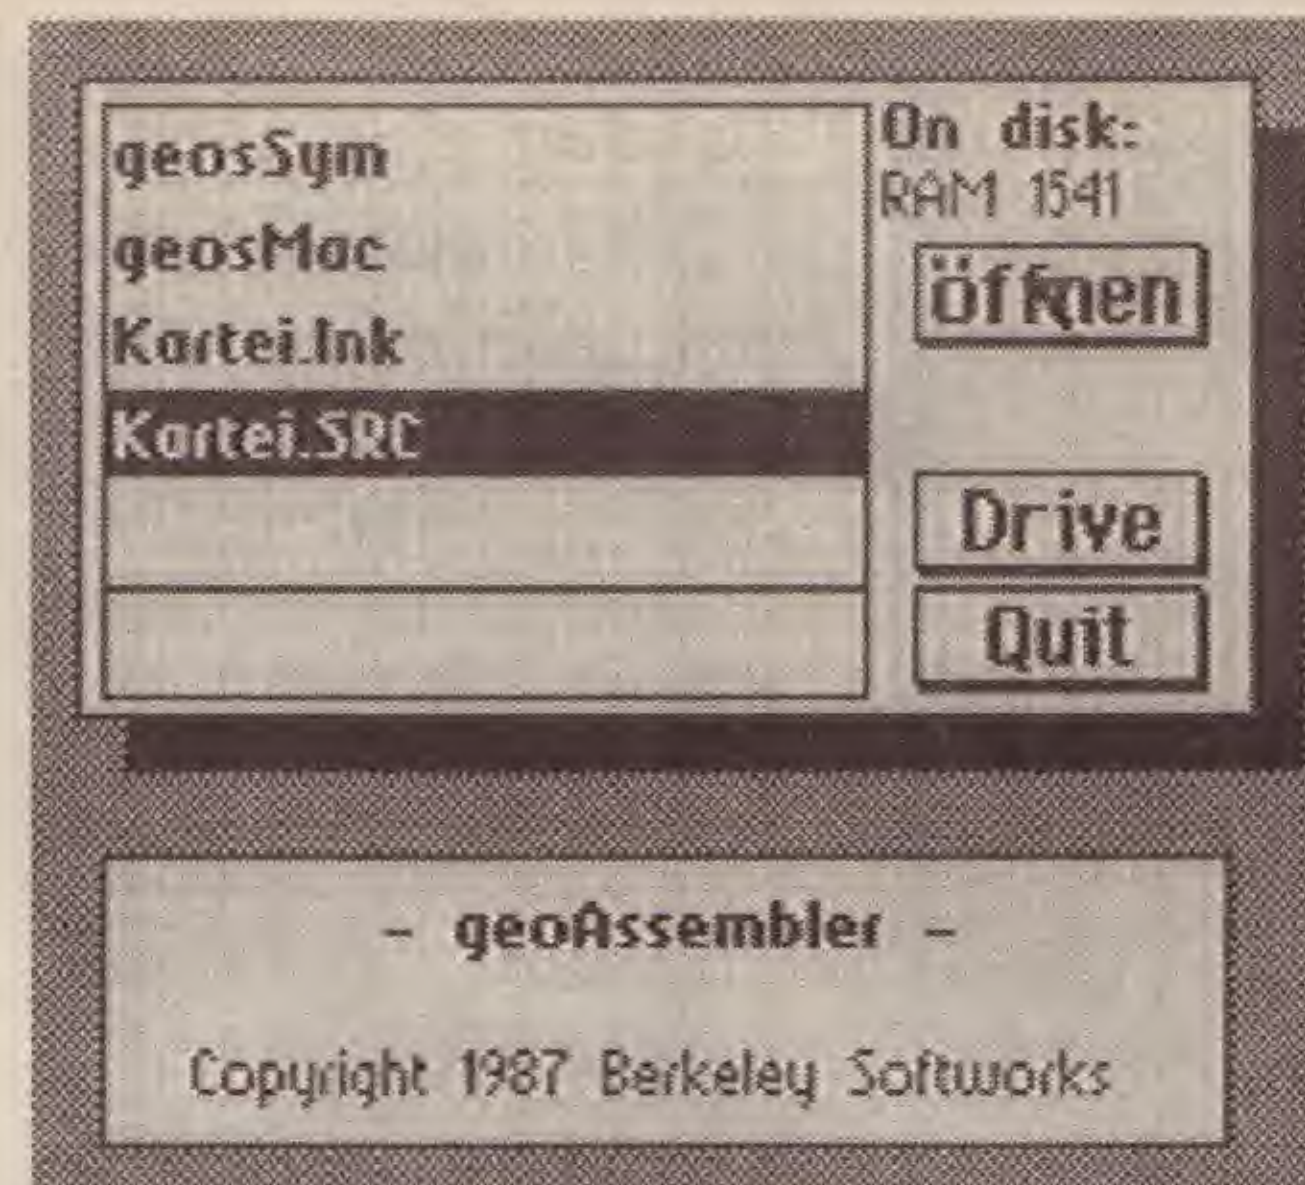 geosSym
geosMac
Kartei.lnk
Kartei.SRC
On disk:
RAM 1541
öffnen
Drive
Quit
- geoAssembler -
Copyright 1987 Berkeley Softworks